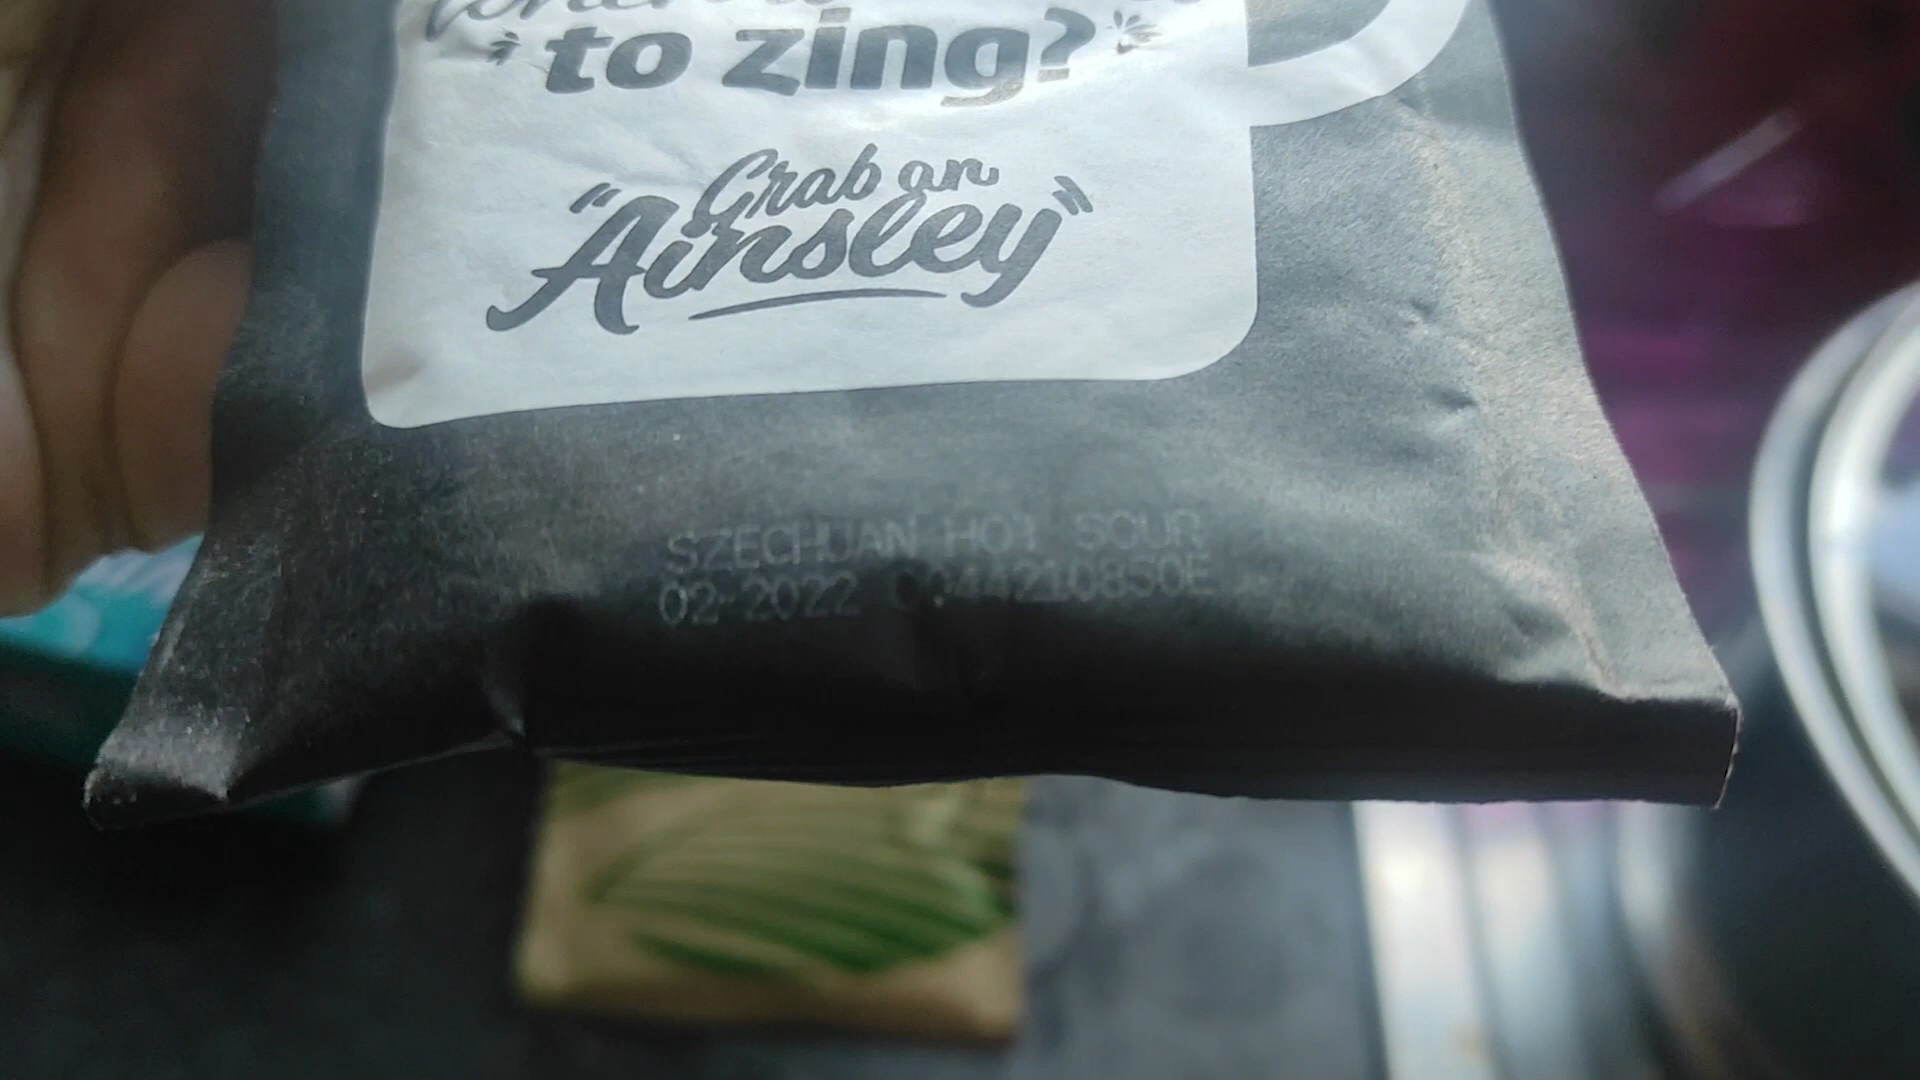 to zing?
Grab an
"Ainsley"
SZECHUAN HOT SOUR
02-2022